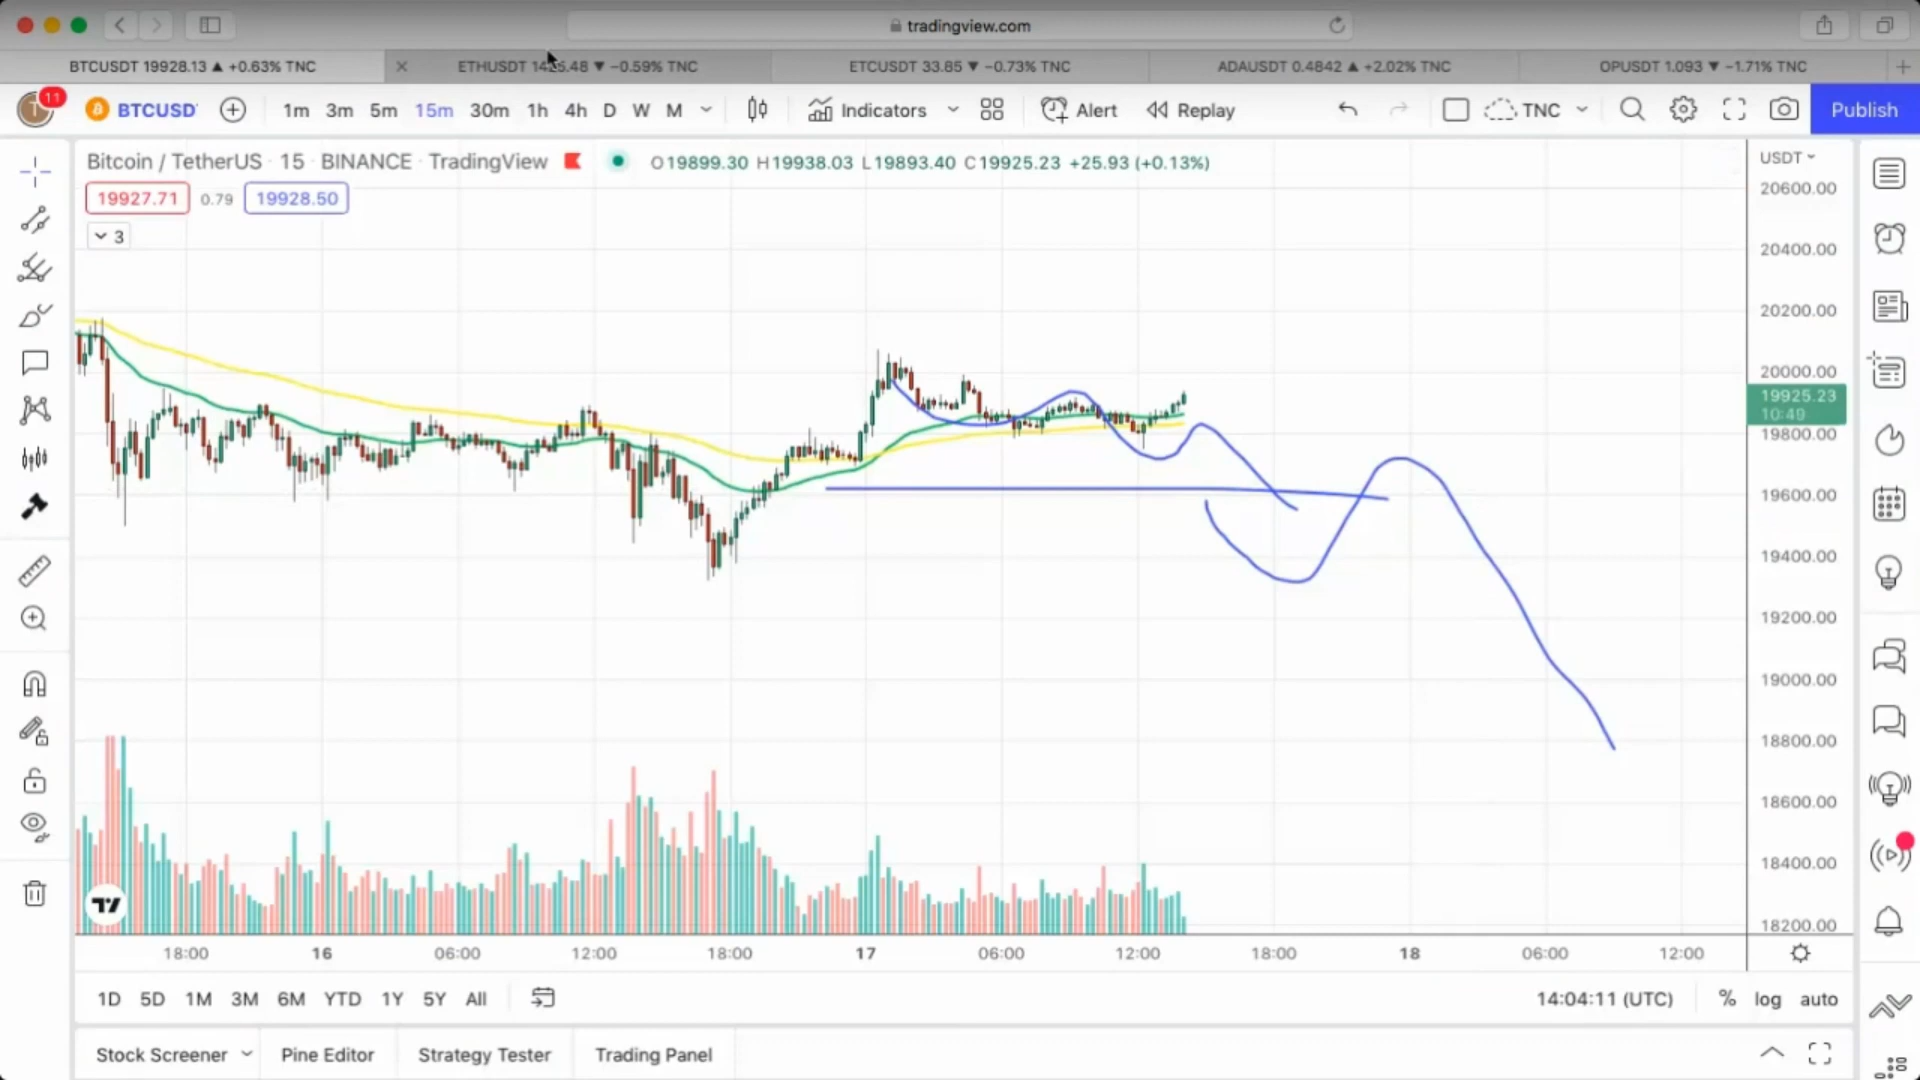 tradingview.com
BTCUSDT 19928.13 ▲ +0.63% TNC
ETHUSDT 1425.48 ▼ −0.59% TNC
ETCUSDT 33.85 ▼ −0.73% TNC
ADAUSDT 0.4842 ▲ +2.02% TNC
OPUSDT 1.093 ▼ −1.71% TNC
T 11 BTCUSD 1m 3m 5m 15m 30m 1h 4h D W M Indicators Alert Replay TNC Publish
Bitcoin / TetherUS · 15 · BINANCE · TradingView O19899.30 H19938.03 L19893.40 C19925.23 +25.93 (+0.13%)
19927.71 0.79 19928.50
3
USDT
20600.00
20400.00
20200.00
20000.00
19925.23
10:49
19800.00
19600.00
19400.00
19200.00
19000.00
18800.00
18600.00
18400.00
18200.00
18:00 16 06:00 12:00 18:00 17 06:00 12:00 18:00 18 06:00 12:00
1D 5D 1M 3M 6M YTD 1Y 5Y All 14:04:11 (UTC) % log auto
Stock Screener Pine Editor Strategy Tester Trading Panel